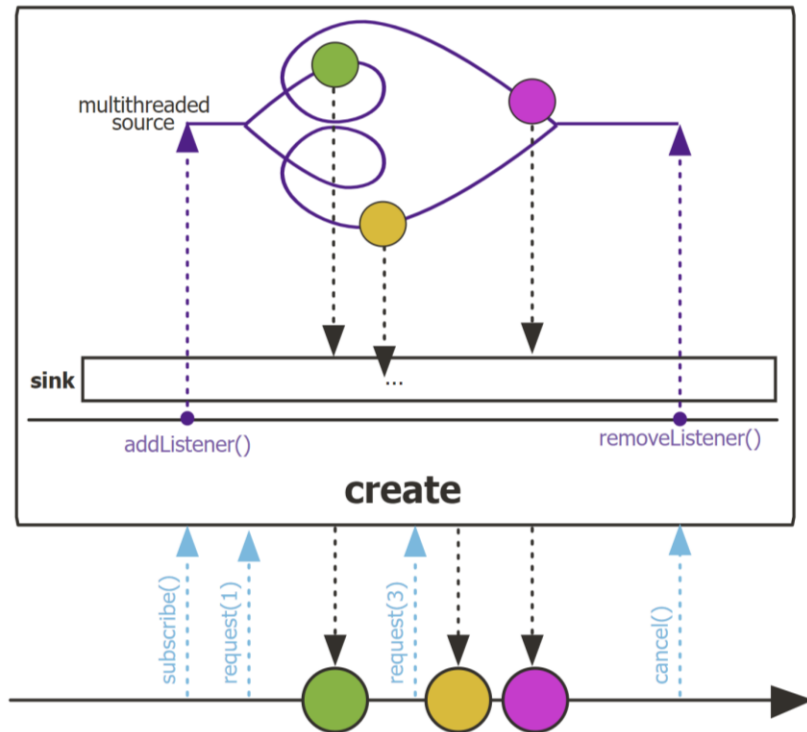 multithreaded
source
sink
...
addListener()
removeListener()
create
subscribe()
request(1)
request(3)
cancel()